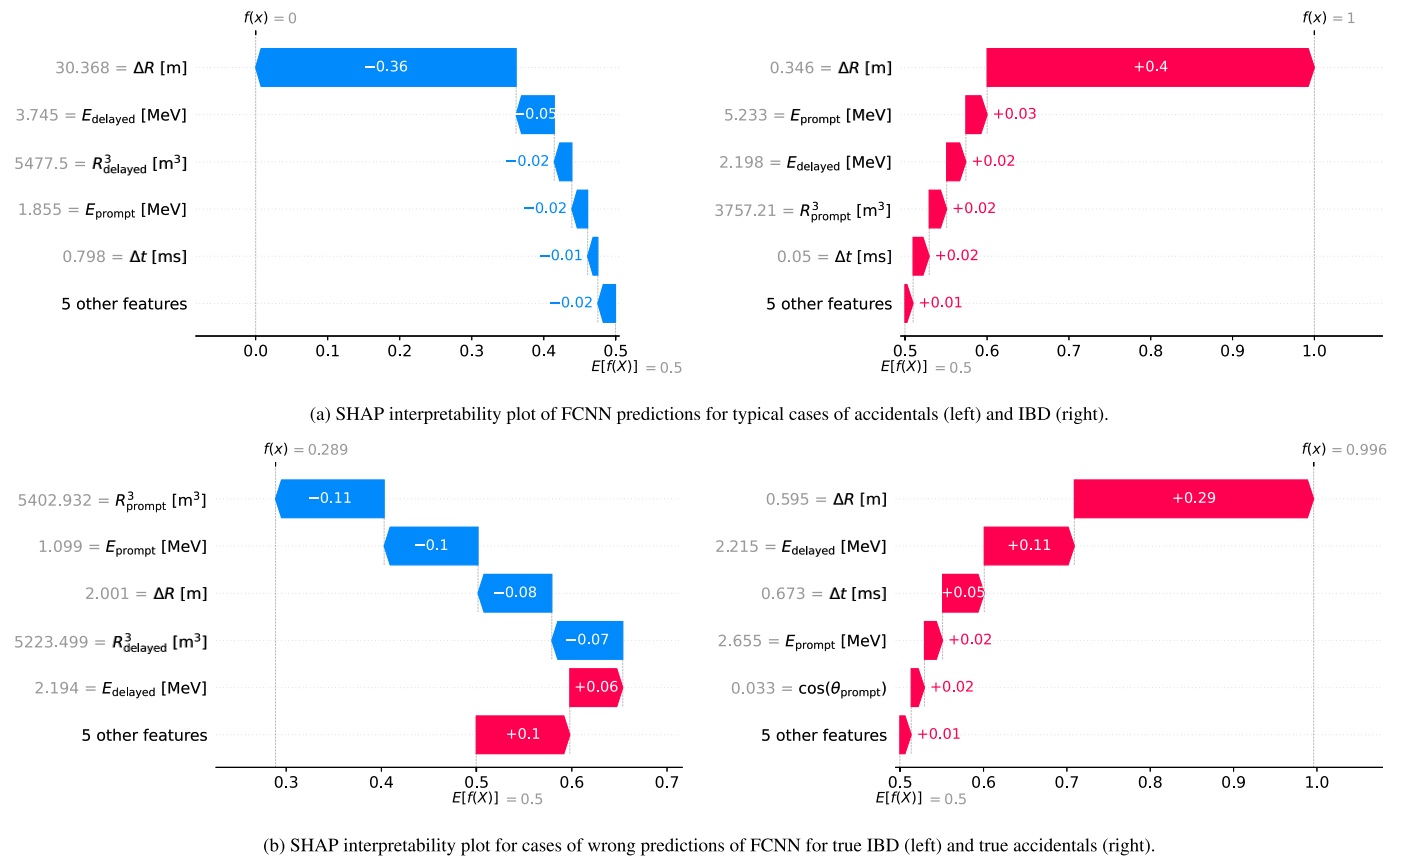 f(x) = 0
30.368 = ΔR [m]
−0.36
3.745 = E_delayed [MeV]
−0.05
5477.5 = R³_delayed [m³]
−0.02
1.855 = E_prompt [MeV]
−0.02
0.798 = Δt [ms]
−0.01
5 other features
−0.02
0.0 0.1 0.2 0.3 0.4 0.5
E[f(X)] = 0.5
f(x) = 1
0.346 = ΔR [m]
+0.4
5.233 = E_prompt [MeV]
+0.03
2.198 = E_delayed [MeV]
+0.02
3757.21 = R³_prompt [m³]
+0.02
0.05 = Δt [ms]
+0.02
5 other features
+0.01
0.5 0.6 0.7 0.8 0.9 1.0
E[f(X)] = 0.5
(a) SHAP interpretability plot of FCNN predictions for typical cases of accidentals (left) and IBD (right).
f(x) = 0.289
5402.932 = R³_prompt [m³]
−0.11
1.099 = E_prompt [MeV]
−0.1
2.001 = ΔR [m]
−0.08
5223.499 = R³_delayed [m³]
−0.07
2.194 = E_delayed [MeV]
+0.06
5 other features
+0.1
0.3 0.4 0.5 0.6 0.7
E[f(X)] = 0.5
f(x) = 0.996
0.595 = ΔR [m]
+0.29
2.215 = E_delayed [MeV]
+0.11
0.673 = Δt [ms]
+0.05
2.655 = E_prompt [MeV]
+0.02
0.033 = cos(θ_prompt)
+0.02
5 other features
+0.01
0.5 0.6 0.7 0.8 0.9 1.0
E[f(X)] = 0.5
(b) SHAP interpretability plot for cases of wrong predictions of FCNN for true IBD (left) and true accidentals (right).